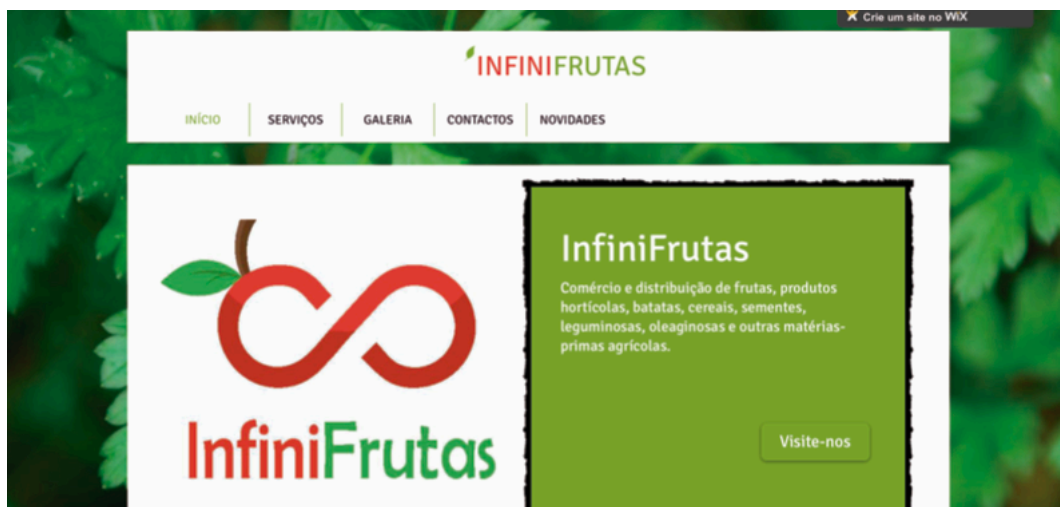 Crie um site no WiX
INFINIFRUTAS
INÍCIO
SERVIÇOS
GALERIA
CONTACTOS
NOVIDADES
InfiniFrutas
InfiniFrutas
Comércio e distribuição de frutas, produtos
hortícolas, batatas, cereais, sementes,
leguminosas, oleaginosas e outras matérias-
primas agrícolas.
Visite-nos